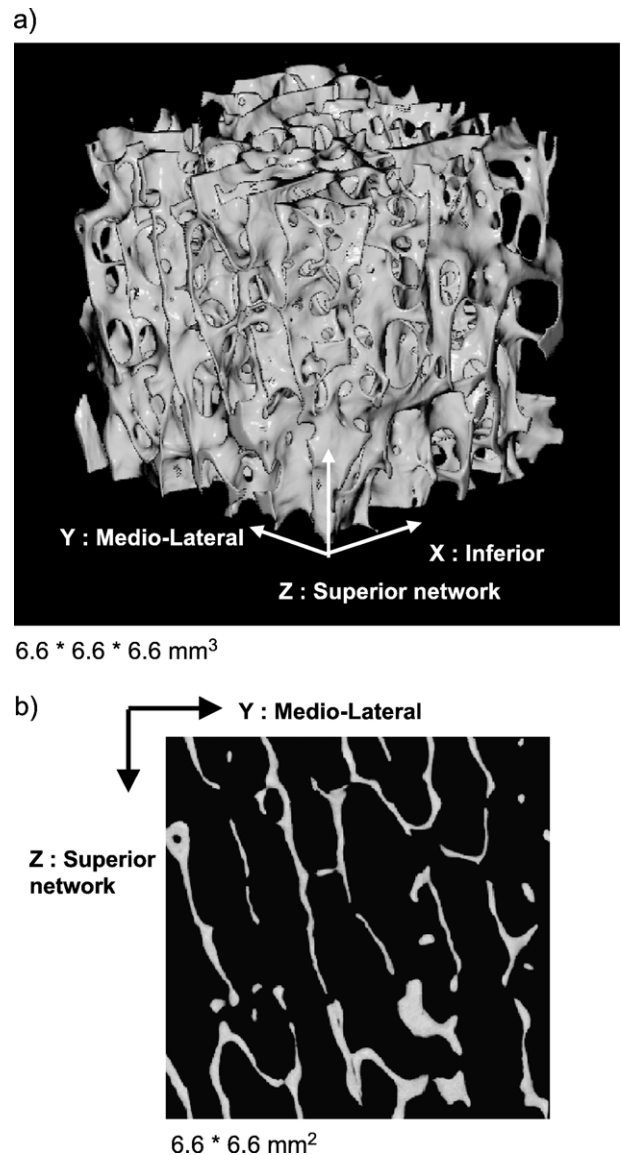 a)
Y : Medio-Lateral
X : Inferior
Z : Superior network
6.6 * 6.6 * 6.6 mm³
b)
Y : Medio-Lateral
Z : Superior
network
6.6 * 6.6 mm²